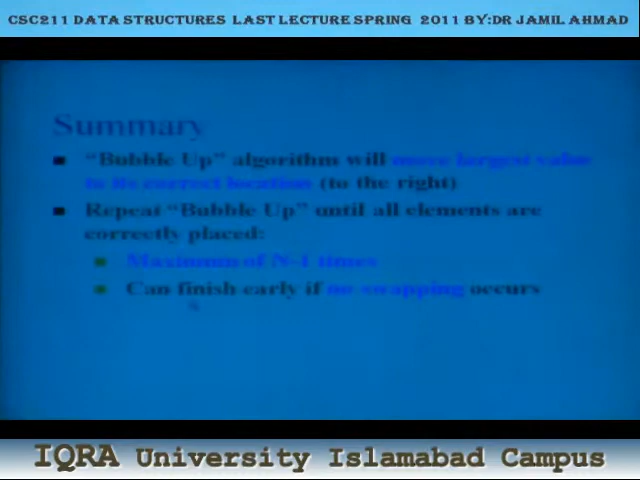 CSC211 DATA STRUCTURES LAST LECTURE SPRING 2011 BY:DR JAMIL AHMAD
Summary
"Bubble Up" algorithm will move largest value
to its correct location (to the right)
Repeat "Bubble Up" until all elements are
correctly placed:
Maximum of N-1 times
Can finish early if no swapping occurs
IQRA University Islamabad Campus